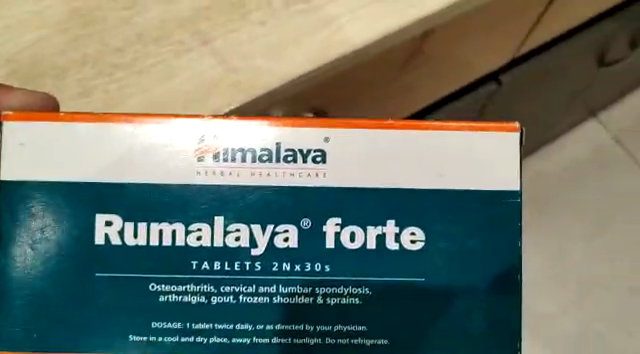 Himalaya®
HERBAL HEALTHCARE
Rumalaya® forte
TABLETS 2Nx30s
Osteoarthritis, cervical and lumbar spondylosis,
arthralgia, gout, frozen shoulder & sprains.
DOSAGE: 1 tablet twice daily, or as directed by your physician.
Store in a cool and dry place, away from direct sunlight. Do not refrigerate.